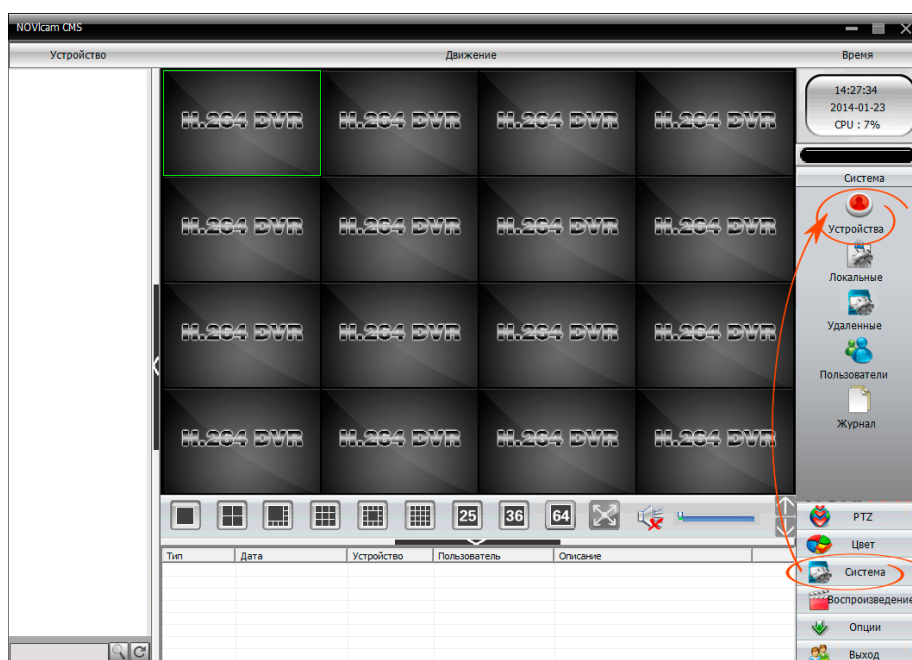 NOVIcam CMS
Устройство Движение Время
14:27:34
2014-01-23
CPU : 7%
Система
Устройства
Локальные
Удаленные
Пользователи
Журнал
H.264 DVR H.264 DVR H.264 DVR H.264 DVR
H.264 DVR H.264 DVR H.264 DVR H.264 DVR
H.264 DVR H.264 DVR H.264 DVR H.264 DVR
H.264 DVR H.264 DVR H.264 DVR H.264 DVR
25 36 64
Тип Дата Устройство Пользователь Описание
PTZ
Цвет
Система
Воспроизведение
Опции
Выход